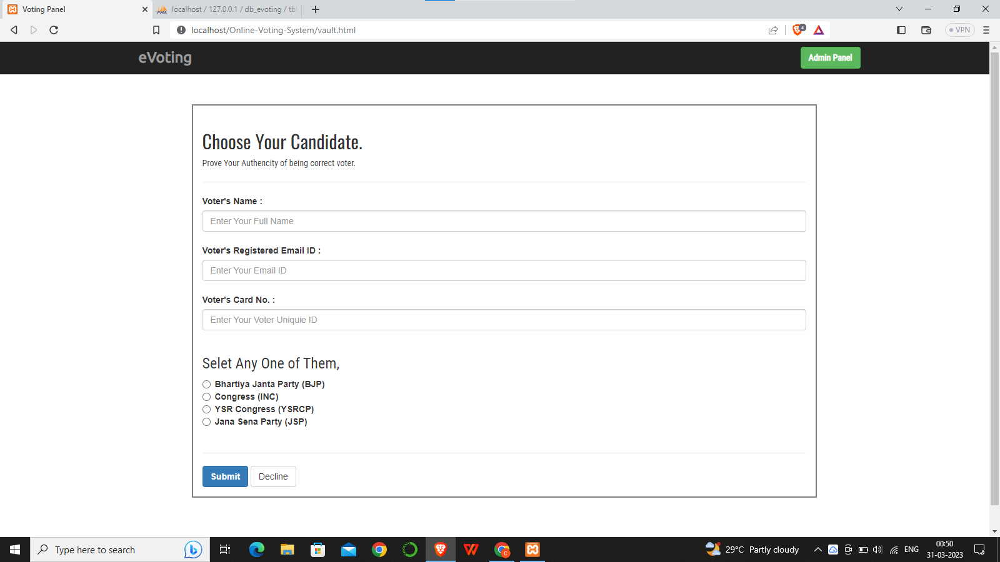 Voting Panel
localhost / 127.0.0.1 / db_evoting / tb
localhost/Online-Voting-System/vault.html
4
VPN
eVoting
Admin Panel
Choose Your Candidate.
Prove Your Authencity of being correct voter.
Voter's Name :
Enter Your Full Name
Voter's Registered Email ID :
Enter Your Email ID
Voter's Card No. :
Enter Your Voter Uniquie ID
Selet Any One of Them,
Bhartiya Janta Party (BJP)
Congress (INC)
YSR Congress (YSRCP)
Jana Sena Party (JSP)
Submit
Decline
Type here to search
29°C Partly cloudy
ENG
00:50
31-03-2023